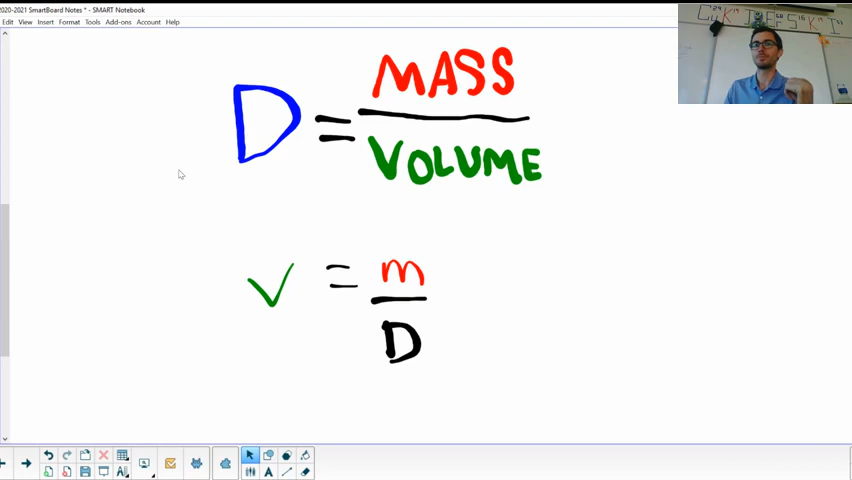 2020-2021 SmartBoard Notes * - SMART Notebook
Edit View Insert Format Tools Add-ons Account Help
D = MASS
VOLUME
V = m
D